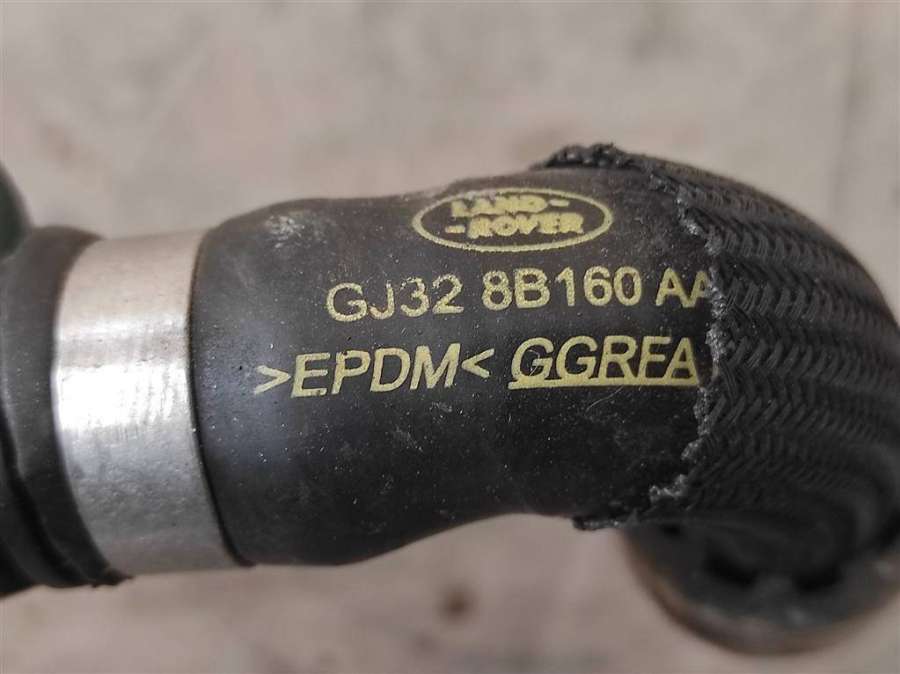 LAND-
-ROVER
GJ32 8B160 AA
>EPDM< GGRFA